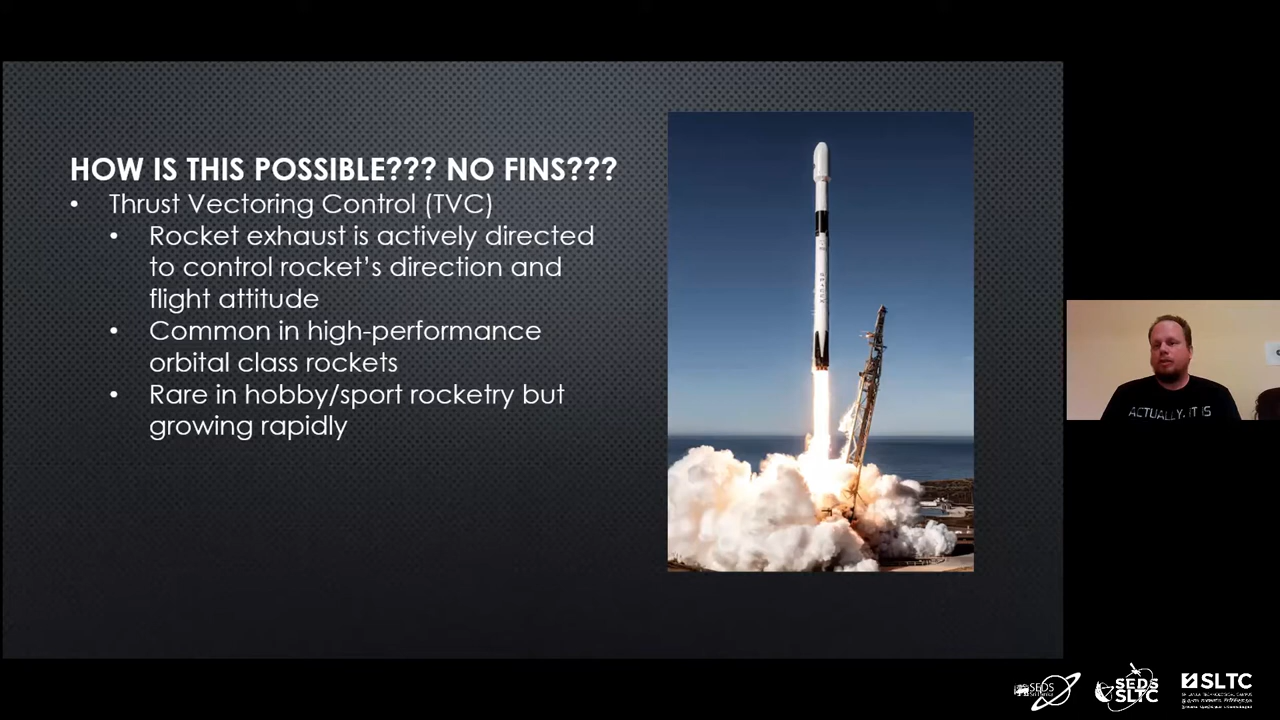 HOW IS THIS POSSIBLE??? NO FINS???
• Thrust Vectoring Control (TVC)
• Rocket exhaust is actively directed
to control rocket's direction and
flight attitude
• Common in high-performance
orbital class rockets
• Rare in hobby/sport rocketry but
growing rapidly
ACTUALLY, IT IS
SEDS
SEDS
SLTC
SLTC